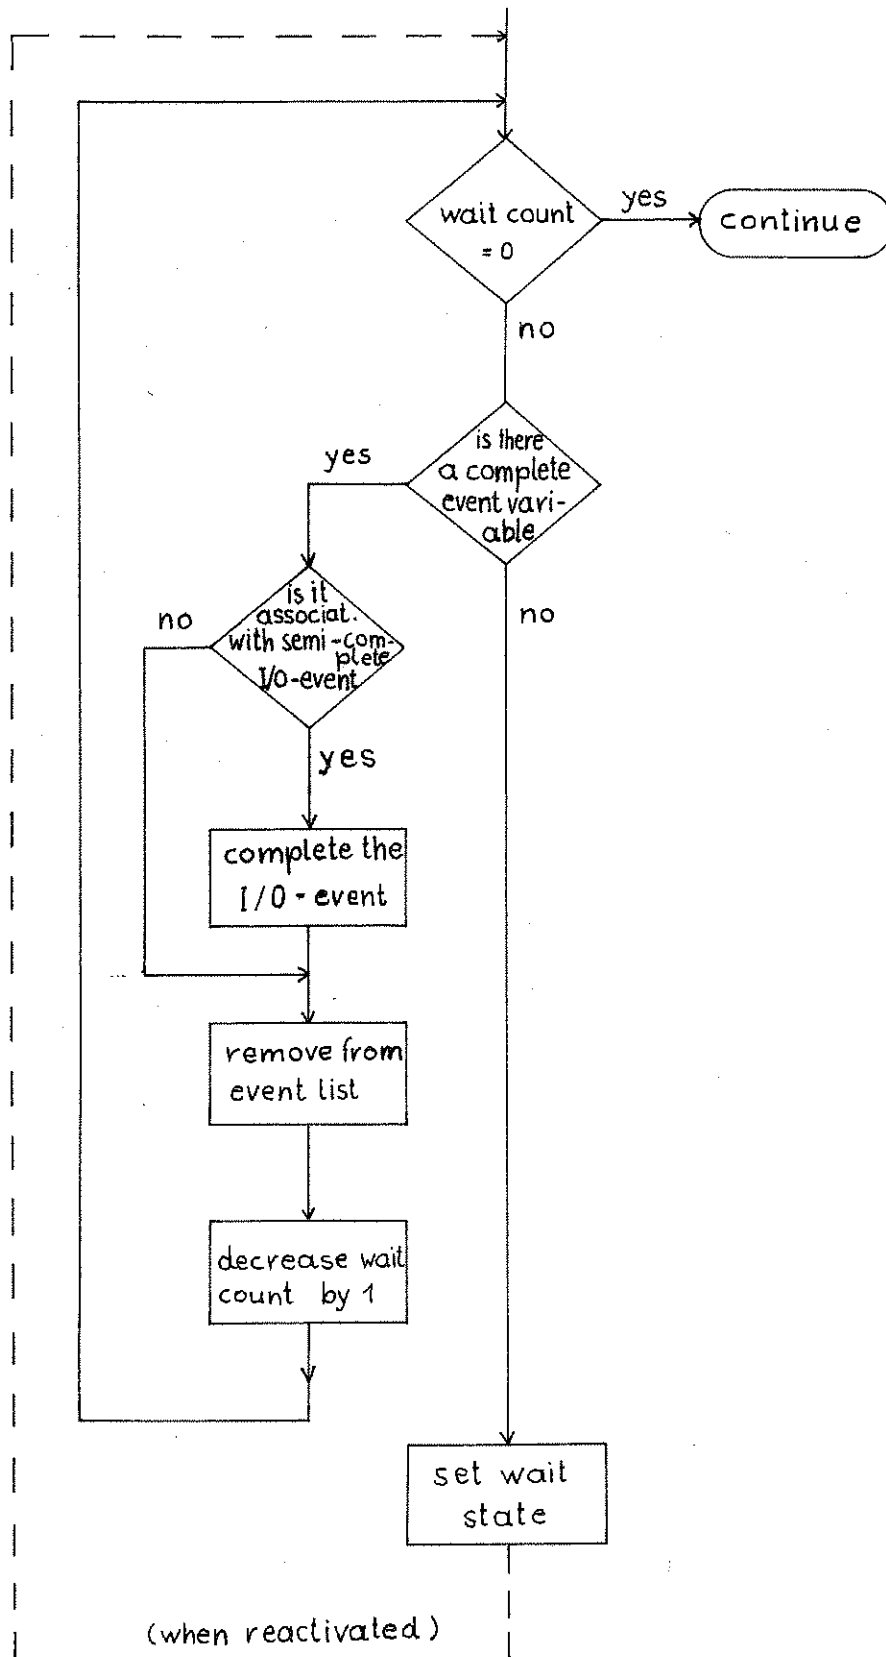 wait count
= 0
yes
continue
no
is there
a complete
event vari-
able
yes
no
is it
associat.
with semi-com-
plete
I/O-event
no
yes
complete the
I/O - event
remove from
event list
decrease wait
count by 1
set wait
state
(when reactivated)